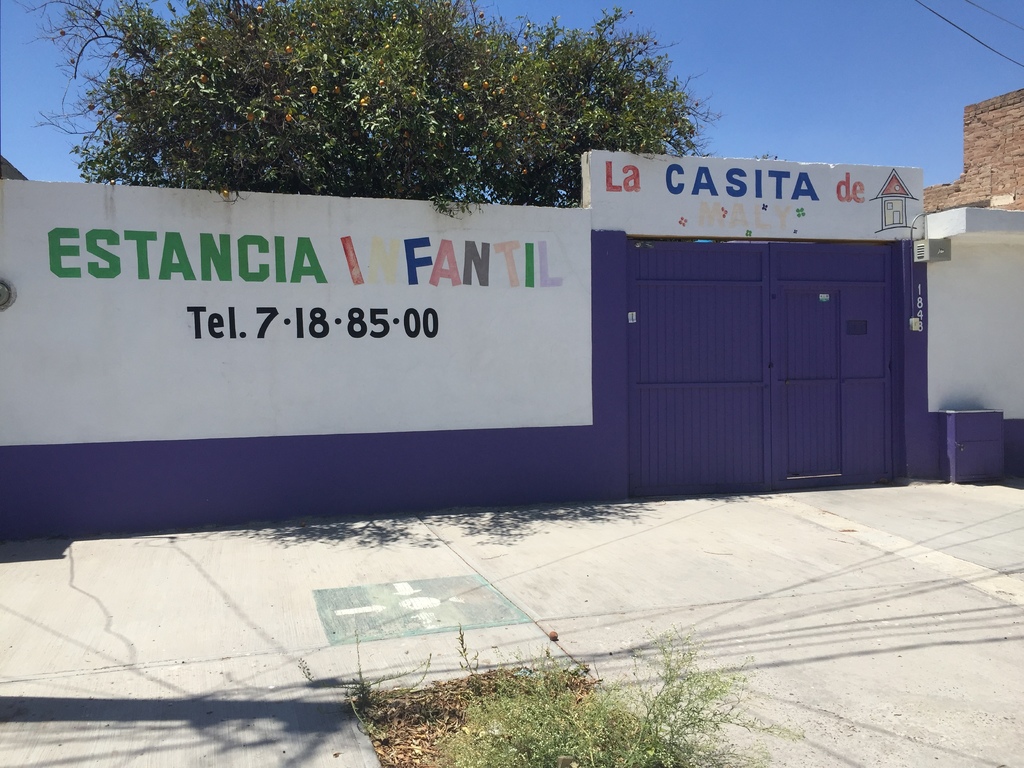 ESTANCIA INFANTIL
Tel. 7·18·85·00
La CASITA de
MALY
1848